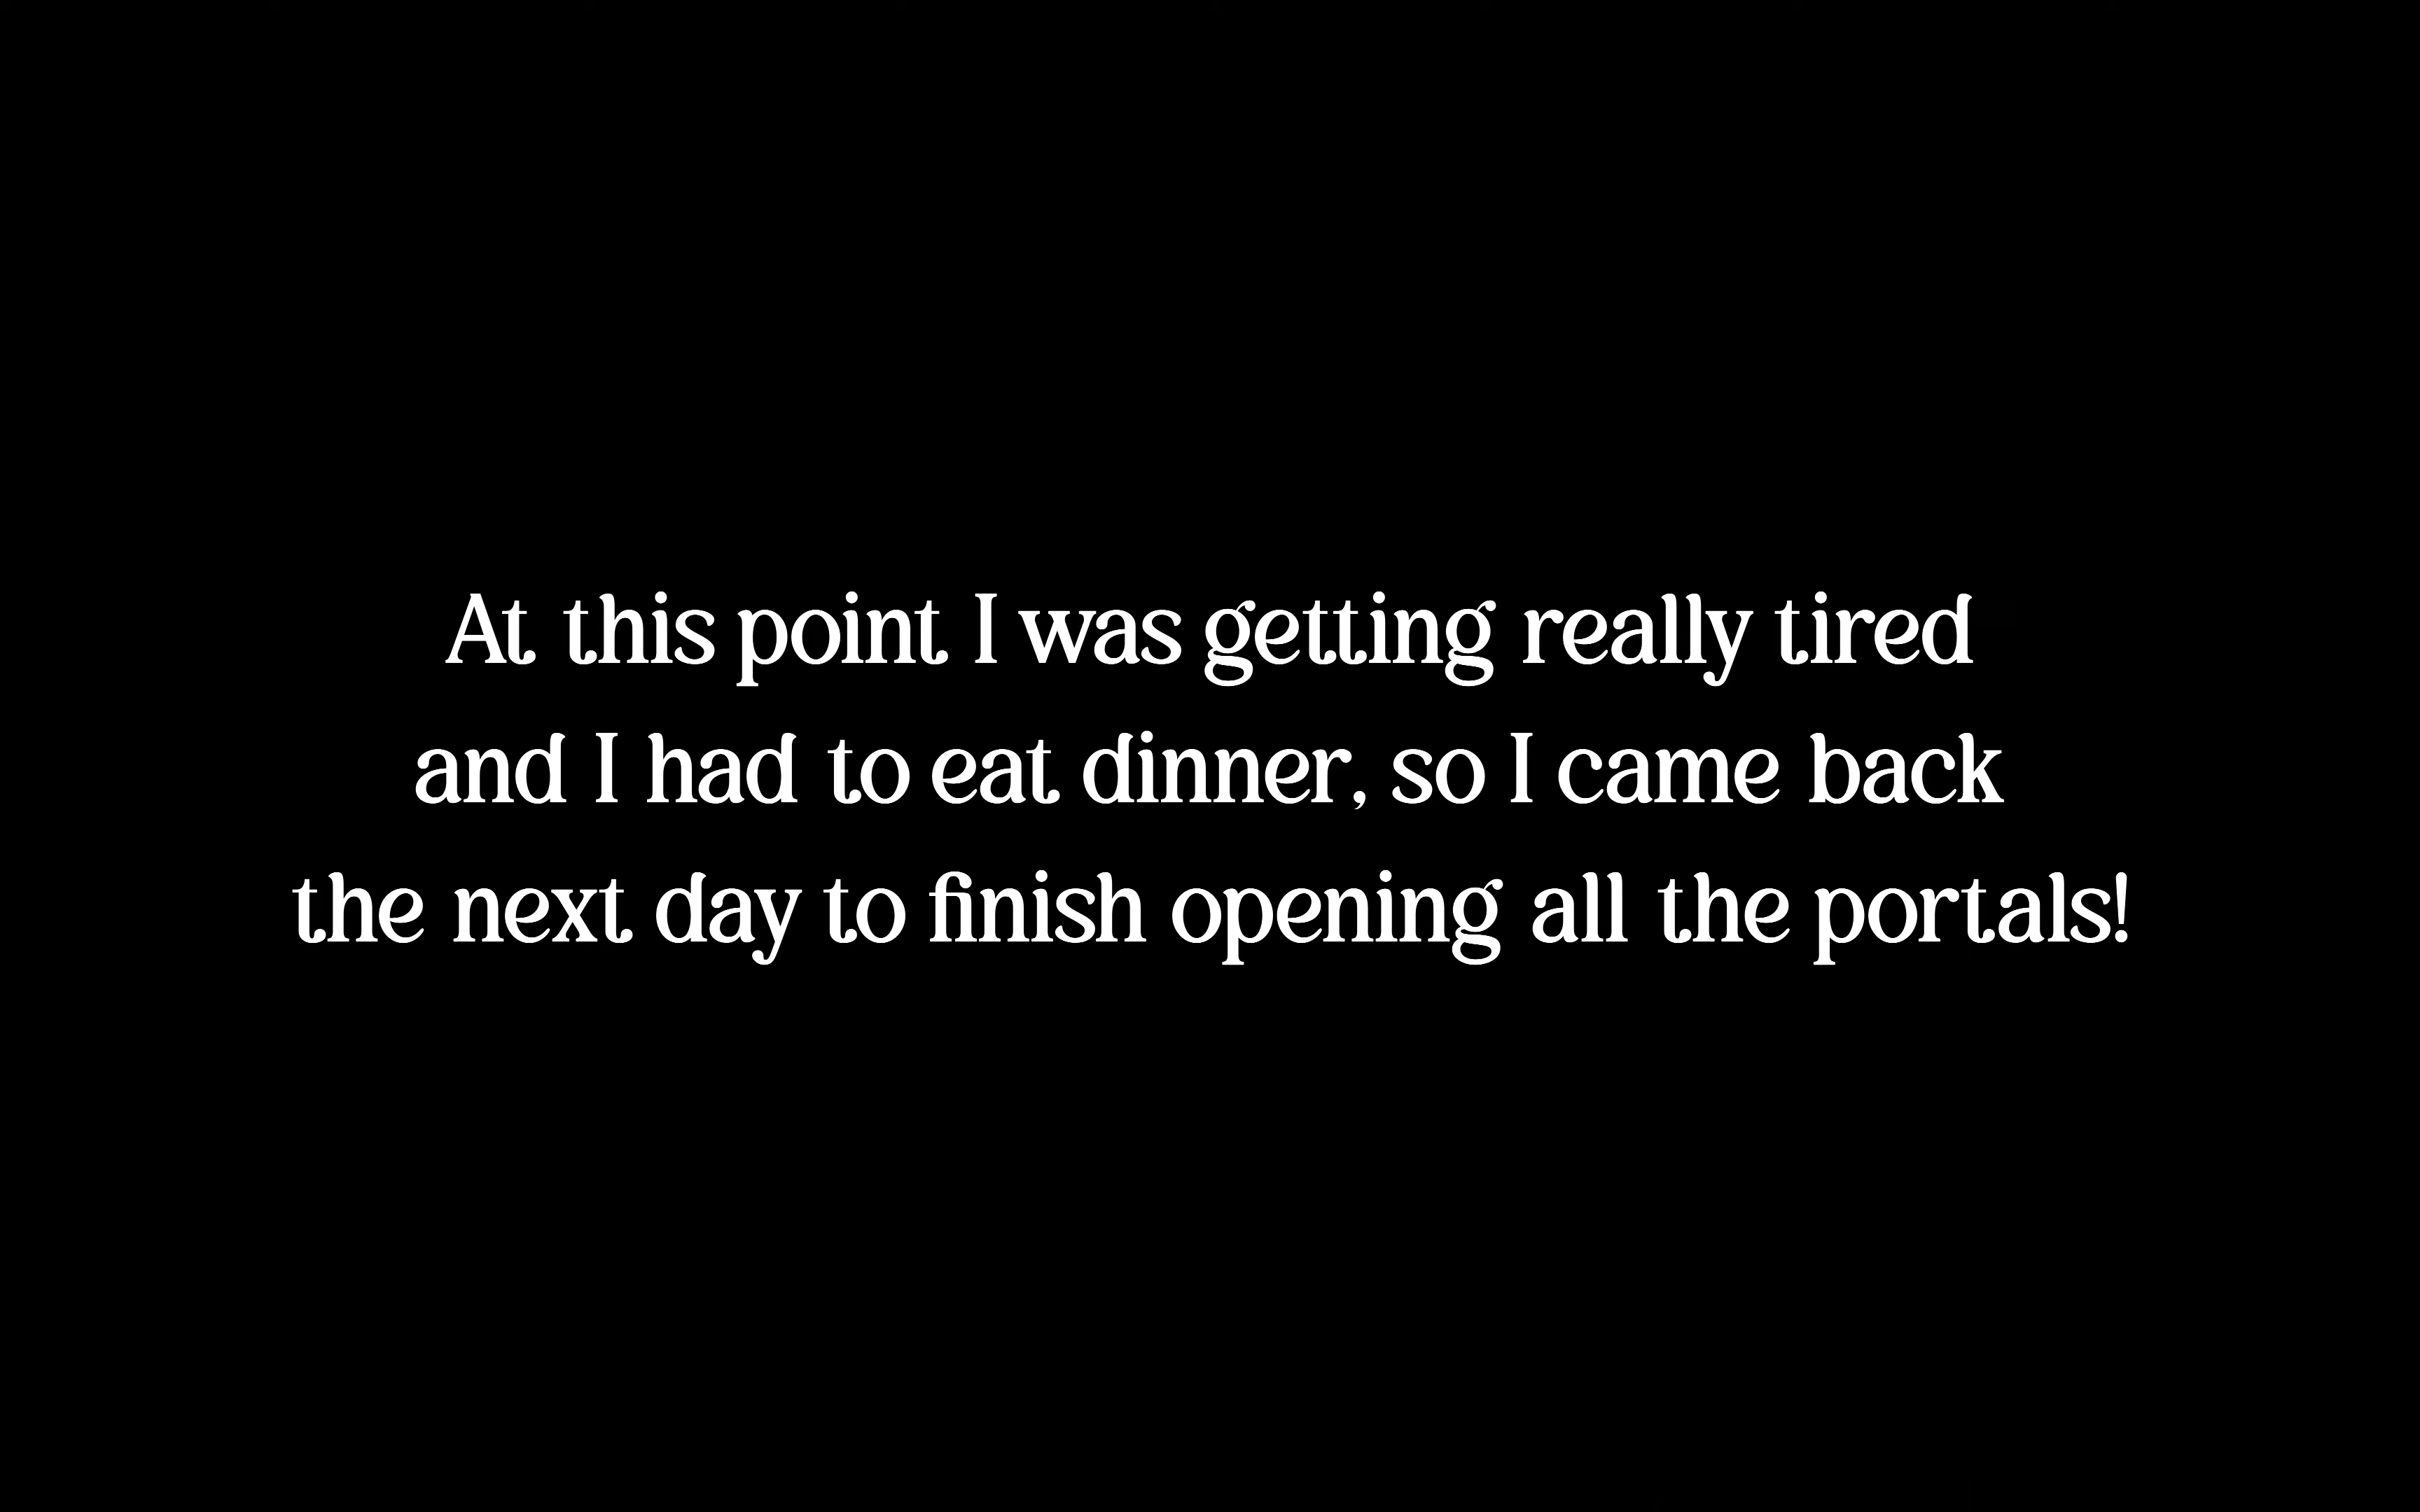 At this point I was getting really tired
and I had to eat dinner, so I came back
the next day to finish opening all the portals!